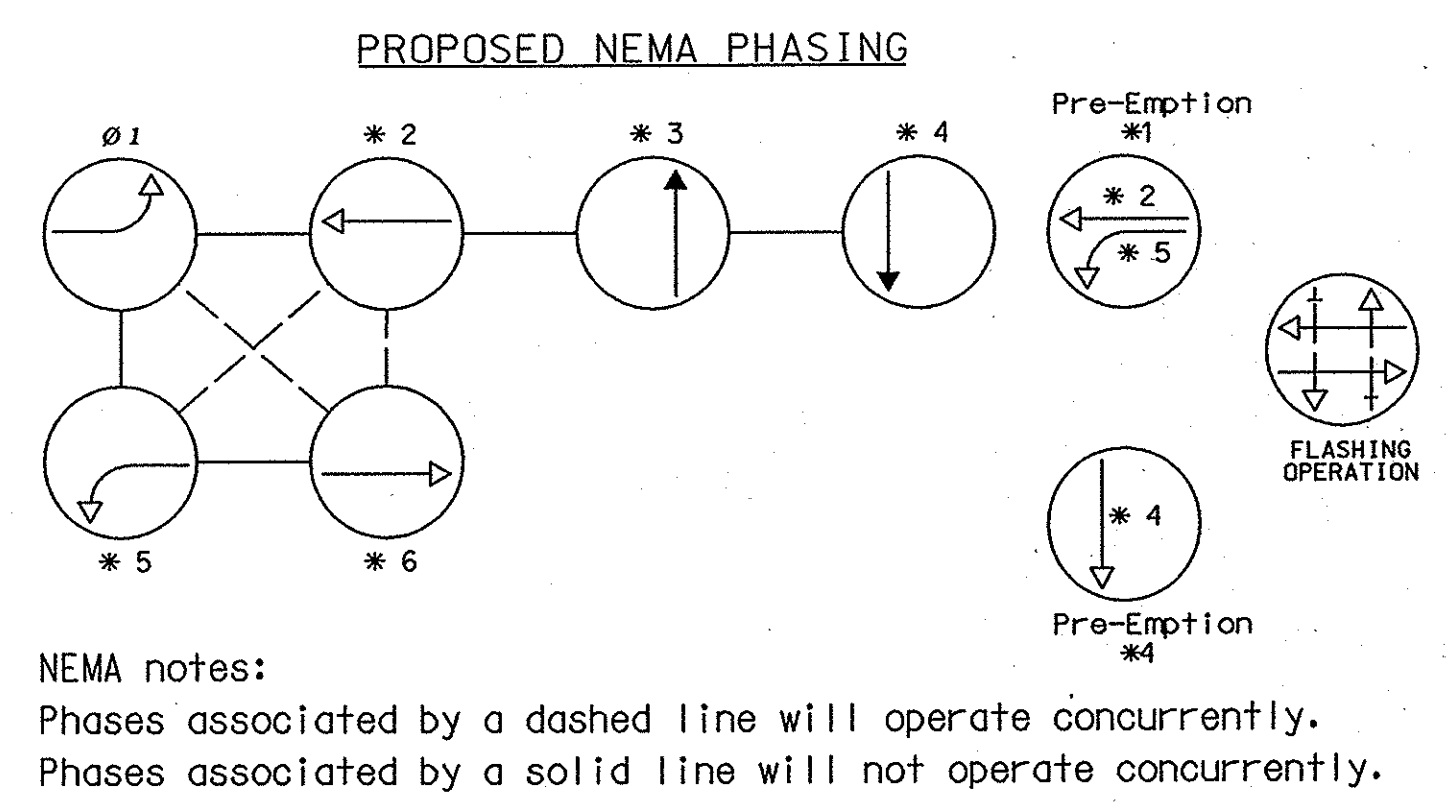 PROPOSED NEMA PHASING
Pre-Emption
*1
Ø 1
* 2
* 3
* 4
* 2
* 5
FLASHING
OPERATION
* 4
* 5
* 6
Pre-Emption
*4
NEMA notes:
Phases associated by a dashed line will operate concurrently.
Phases associated by a solid line will not operate concurrently.